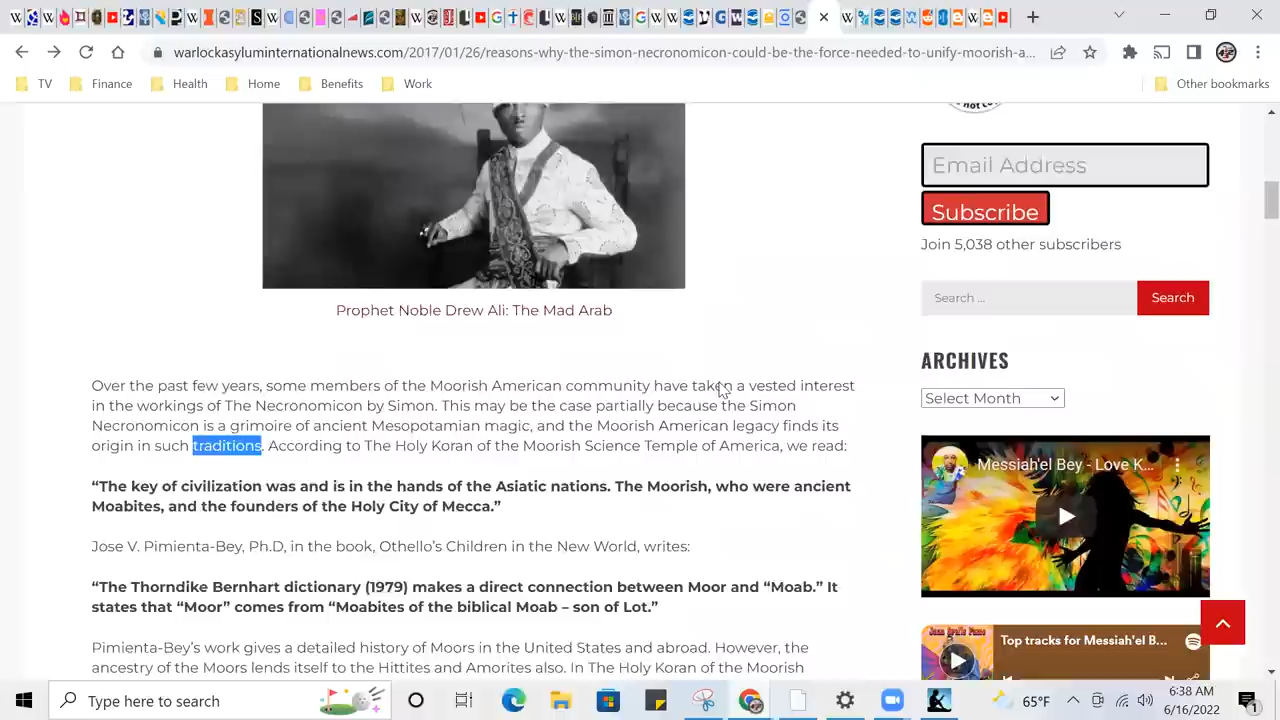 warlockasyluminternationalnews.com/2017/01/26/reasons-why-the-simon-necronomicon-could-be-the-force-needed-to-unify-moorish-a...
TV Finance Health Home Benefits Work Other bookmarks
not
Email Address
Subscribe
Join 5,038 other subscribers
Search ... Search
Prophet Noble Drew Ali: The Mad Arab
ARCHIVES
Select Month
Over the past few years, some members of the Moorish American community have taken a vested interest
in the workings of The Necronomicon by Simon. This may be the case partially because the Simon
Necronomicon is a grimoire of ancient Mesopotamian magic, and the Moorish American legacy finds its
origin in such traditions. According to The Holy Koran of the Moorish Science Temple of America, we read:
“The key of civilization was and is in the hands of the Asiatic nations. The Moorish, who were ancient
Moabites, and the founders of the Holy City of Mecca.”
Jose V. Pimienta-Bey, Ph.D, in the book, Othello’s Children in the New World, writes:
“The Thorndike Bernhart dictionary (1979) makes a direct connection between Moor and “Moab.” It
states that “Moor” comes from “Moabites of the biblical Moab – son of Lot.”
Pimienta-Bey’s work gives a detailed history of Moors in the United States and abroad. However, the
ancestry of the Moors lends itself to the Hittites and Amorites also. In The Holy Koran of the Moorish
Messiah'el Bey - Love K...
Top tracks for Messiah'el B...
Type here to search
65°F
6:38 AM
6/16/2022
1